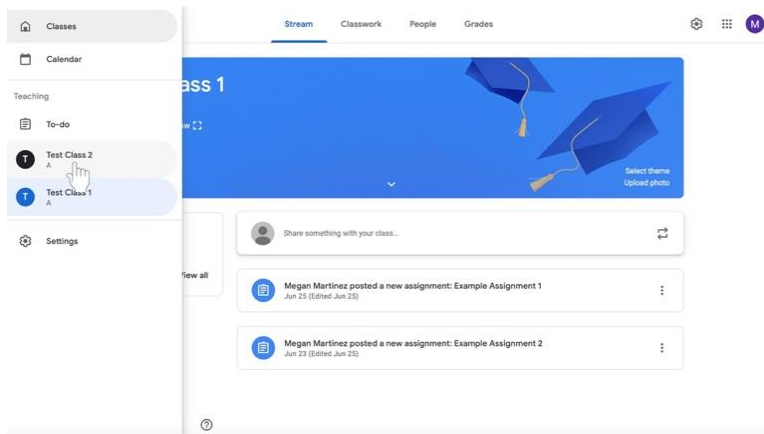 Classes
Stream
Classwork
People
Grades
M
Calendar
Teaching
To-do
T
Test Class 2
A
T
Test Class 1
A
Settings
ass 1
Select theme
Upload photo
Share something with your class...
View all
Megan Martinez posted a new assignment: Example Assignment 1
Jun 25 (Edited Jun 25)
Megan Martinez posted a new assignment: Example Assignment 2
Jun 23 (Edited Jun 25)